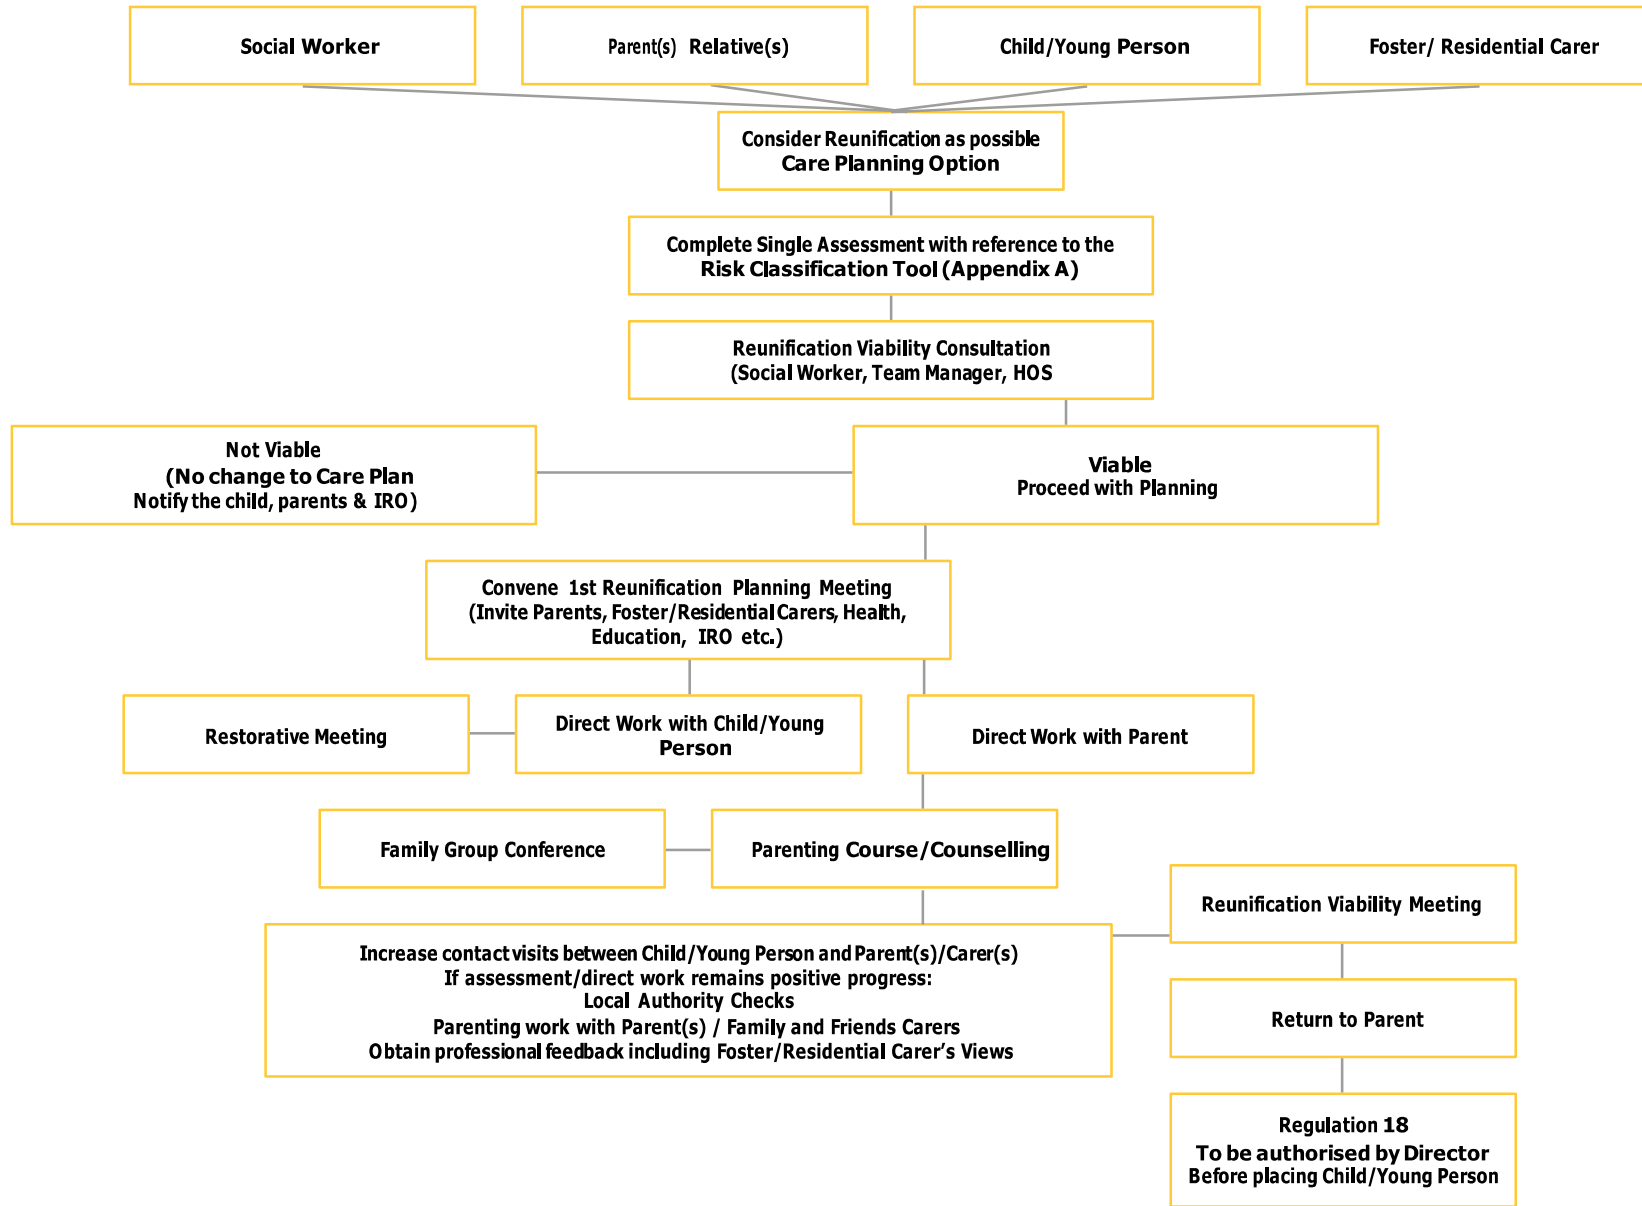 Social Worker
Parent(s) Relative(s)
Child/Young Person
Foster/ Residential Carer
Consider Reunification as possible
Care Planning Option
Complete Single Assessment with reference to the
Risk Classification Tool (Appendix A)
Reunification Viability Consultation
(Social Worker, Team Manager, HOS
Not Viable
(No change to Care Plan
Notify the child, parents & IRO)
Viable
Proceed with Planning
Convene 1st Reunification Planning Meeting
(Invite Parents, Foster/Residential Carers, Health,
Education, IRO etc.)
Restorative Meeting
Direct Work with Child/Young
Person
Direct Work with Parent
Family Group Conference
Parenting Course/Counselling
Reunification Viability Meeting
Increase contact visits between Child/Young Person and Parent(s)/Carer(s)
If assessment/direct work remains positive progress:
Local Authority Checks
Parenting work with Parent(s) / Family and Friends Carers
Obtain professional feedback including Foster/Residential Carer's Views
Return to Parent
Regulation 18
To be authorised by Director
Before placing Child/Young Person